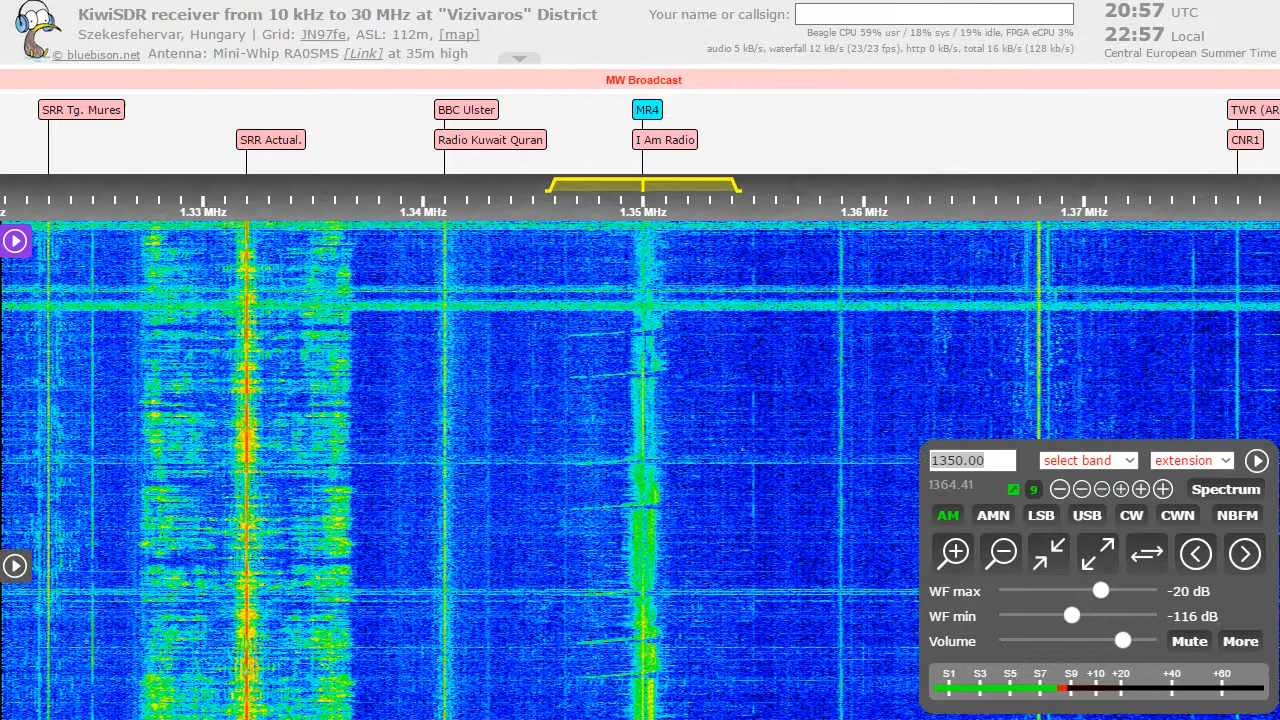 KiwiSDR receiver from 10 kHz to 30 MHz at "Vizivaros" District
Szekesfehervar, Hungary | Grid: JN97fe, ASL: 112m, [map]
© bluebison.net Antenna: Mini-Whip RA0SMS [Link] at 35m high
Your name or callsign:
Beagle CPU 59% usr / 18% sys / 19% idle, FPGA eCPU 3%
audio 5 kB/s, waterfall 12 kB/s (23/23 fps), http 0 kB/s, total 16 kB/s (128 kb/s)
20:57 UTC
22:57 Local
Central European Summer Time
MW Broadcast
SRR Tg. Mures BBC Ulster MR4 TWR (AR
SRR Actual. Radio Kuwait Quran I Am Radio CNR1
z 1.33 MHz 1.34 MHz 1.35 MHz 1.36 MHz 1.37 MHz
1350.00 select band extension
1364.41 9 Spectrum
AM AMN LSB USB CW CWN NBFM
WF max -20 dB
WF min -116 dB
Volume Mute More
S1 S3 S5 S7 S9 +10 +20 +40 +60